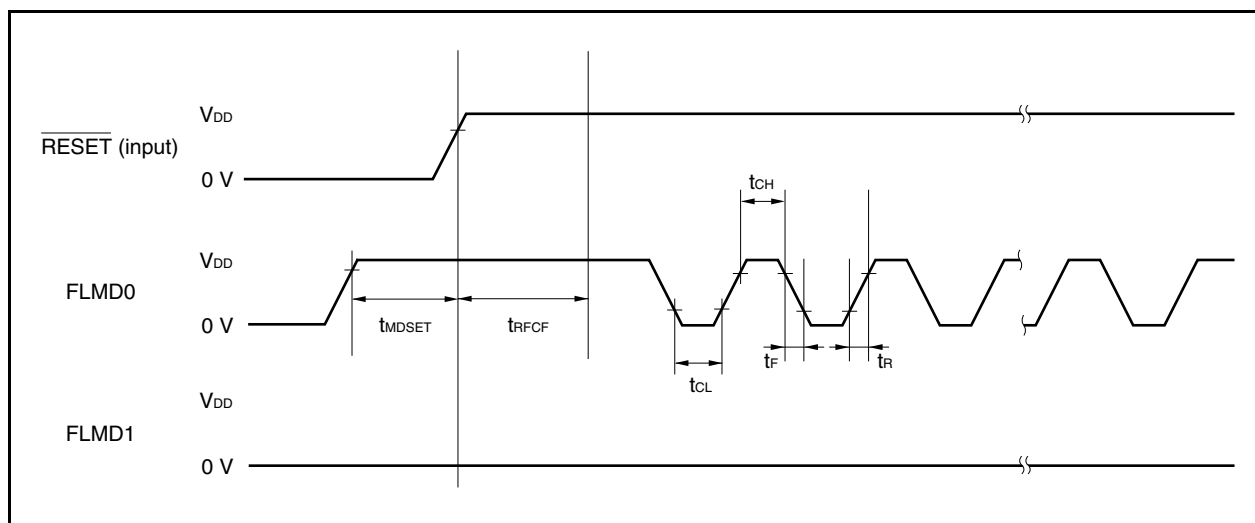 VDD
RESET (input)
0 V
tCH
VDD
FLMD0
tMDSET
tRFCF
0 V
tF
tR
tCL
VDD
FLMD1
0 V